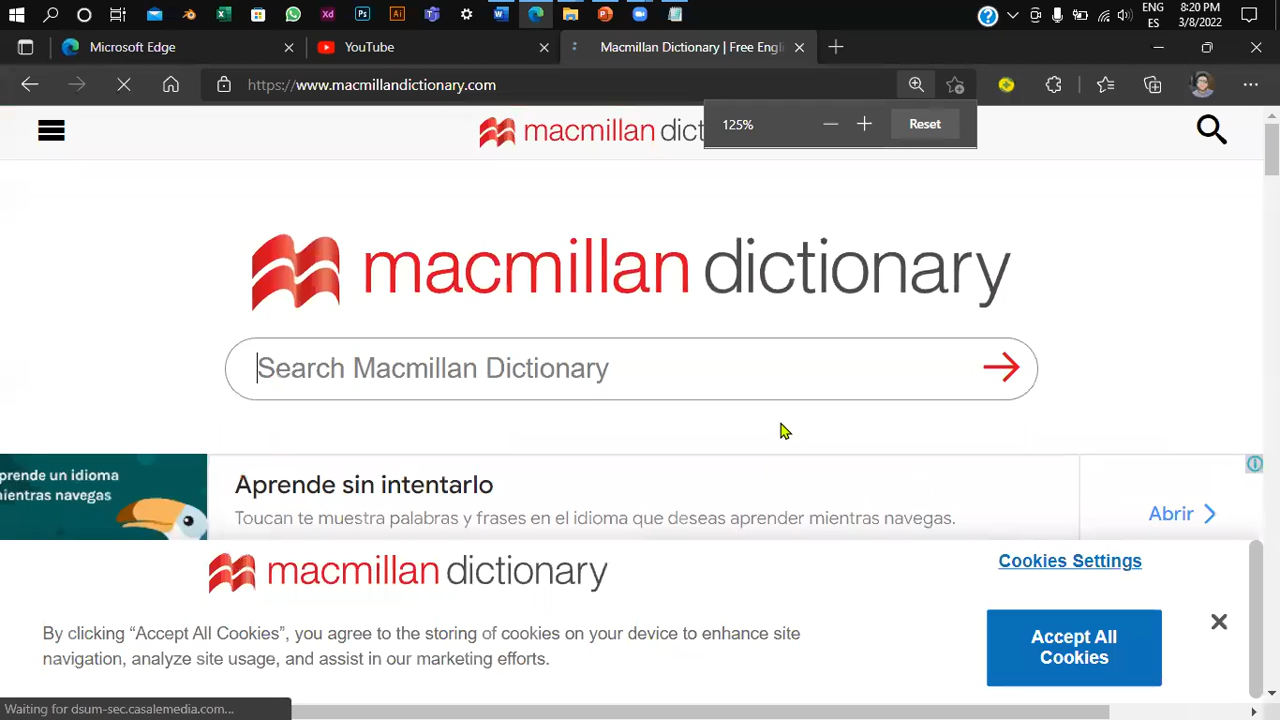 Xd
Ps
Ai
ENG
ES
8:20 PM
3/8/2022
Microsoft Edge
YouTube
Macmillan Dictionary | Free Engl
https://www.macmillandictionary.com
macmillan dict
125%
Reset
macmillan dictionary
Search Macmillan Dictionary
prende un idioma
mientras navegas
Aprende sin intentarlo
Toucan te muestra palabras y frases en el idioma que deseas aprender mientras navegas.
Abrir
macmillan dictionary
Cookies Settings
By clicking “Accept All Cookies”, you agree to the storing of cookies on your device to enhance site
navigation, analyze site usage, and assist in our marketing efforts.
Accept All
Cookies
Waiting for dsum-sec.casalemedia.com...